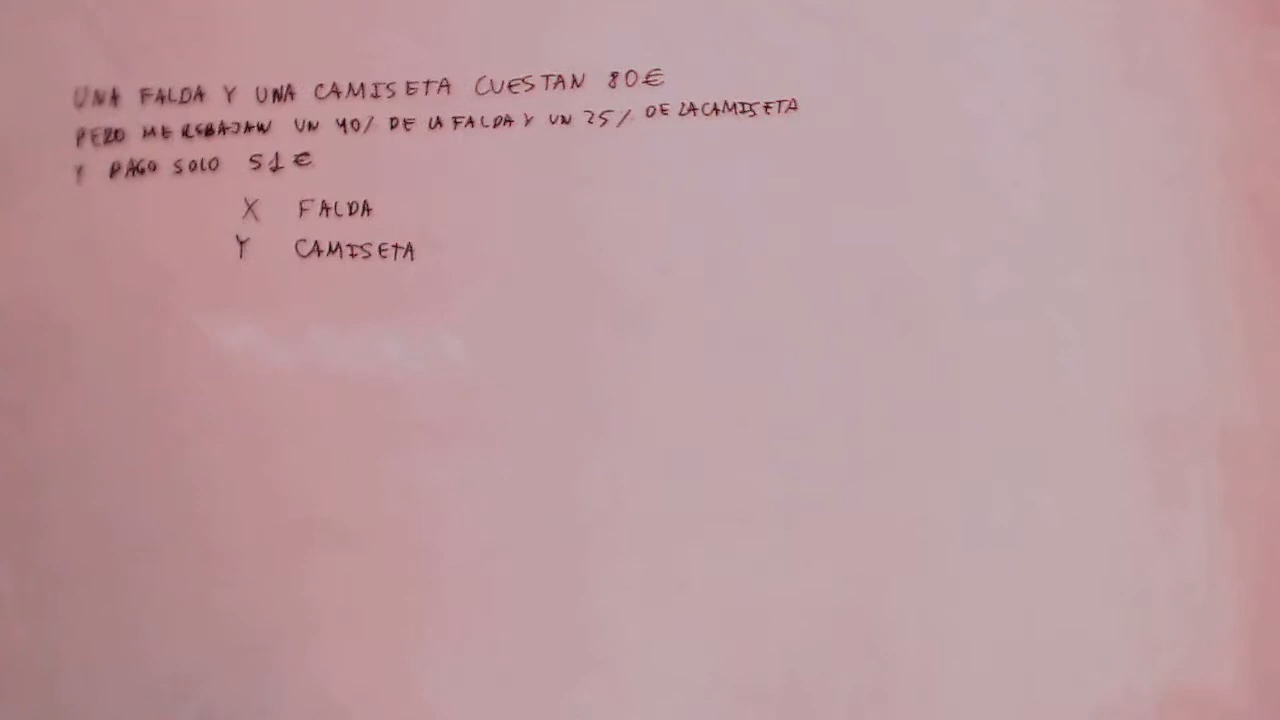 UNA FALDA Y UNA CAMISETA CUESTAN 80€
PERO ME REBAJAN UN 40% DE LA FALDA Y UN 25% DE LA CAMISETA
Y PAGO SOLO 51€
X FALDA
Y CAMISETA